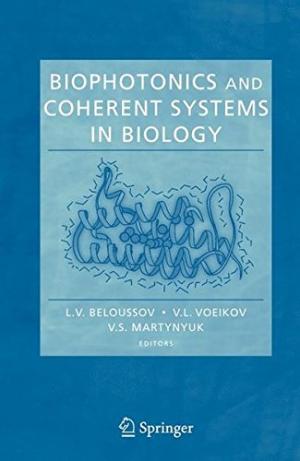 BIOPHOTONICS AND
COHERENT SYSTEMS
IN BIOLOGY
L.V. BELOUSSOV • V.L. VOEIKOV
V.S. MARTYNYUK
EDITORS
Springer